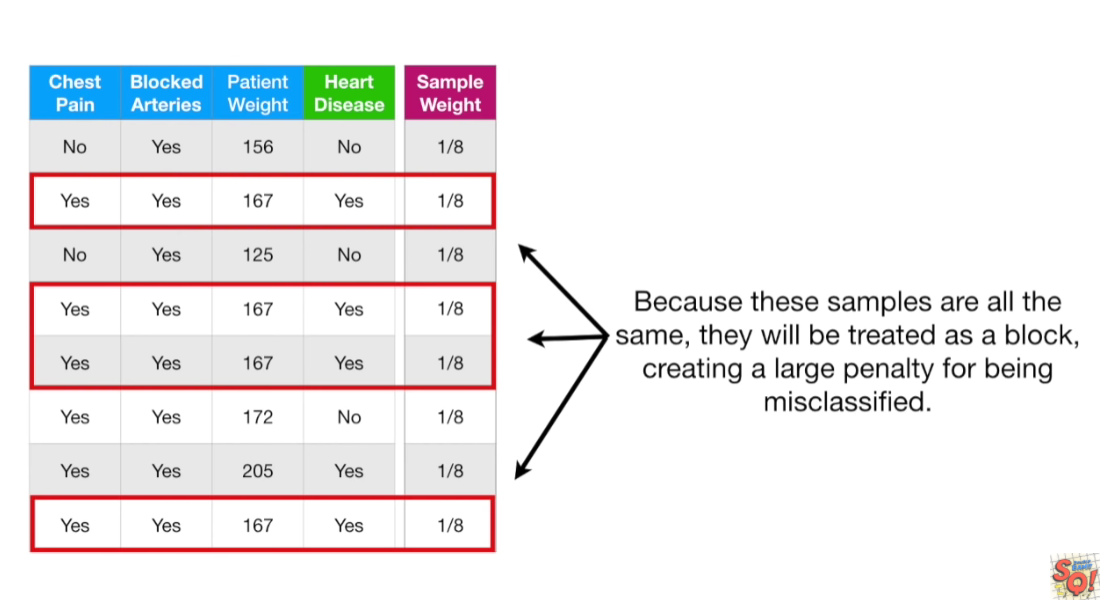 Chest Pain Blocked Arteries Patient Weight Heart Disease Sample Weight
No Yes 156 No 1/8
Yes Yes 167 Yes 1/8
No Yes 125 No 1/8
Yes Yes 167 Yes 1/8
Yes Yes 167 Yes 1/8
Yes Yes 172 No 1/8
Yes Yes 205 Yes 1/8
Yes Yes 167 Yes 1/8
Because these samples are all the
same, they will be treated as a block,
creating a large penalty for being
misclassified.
SQ!